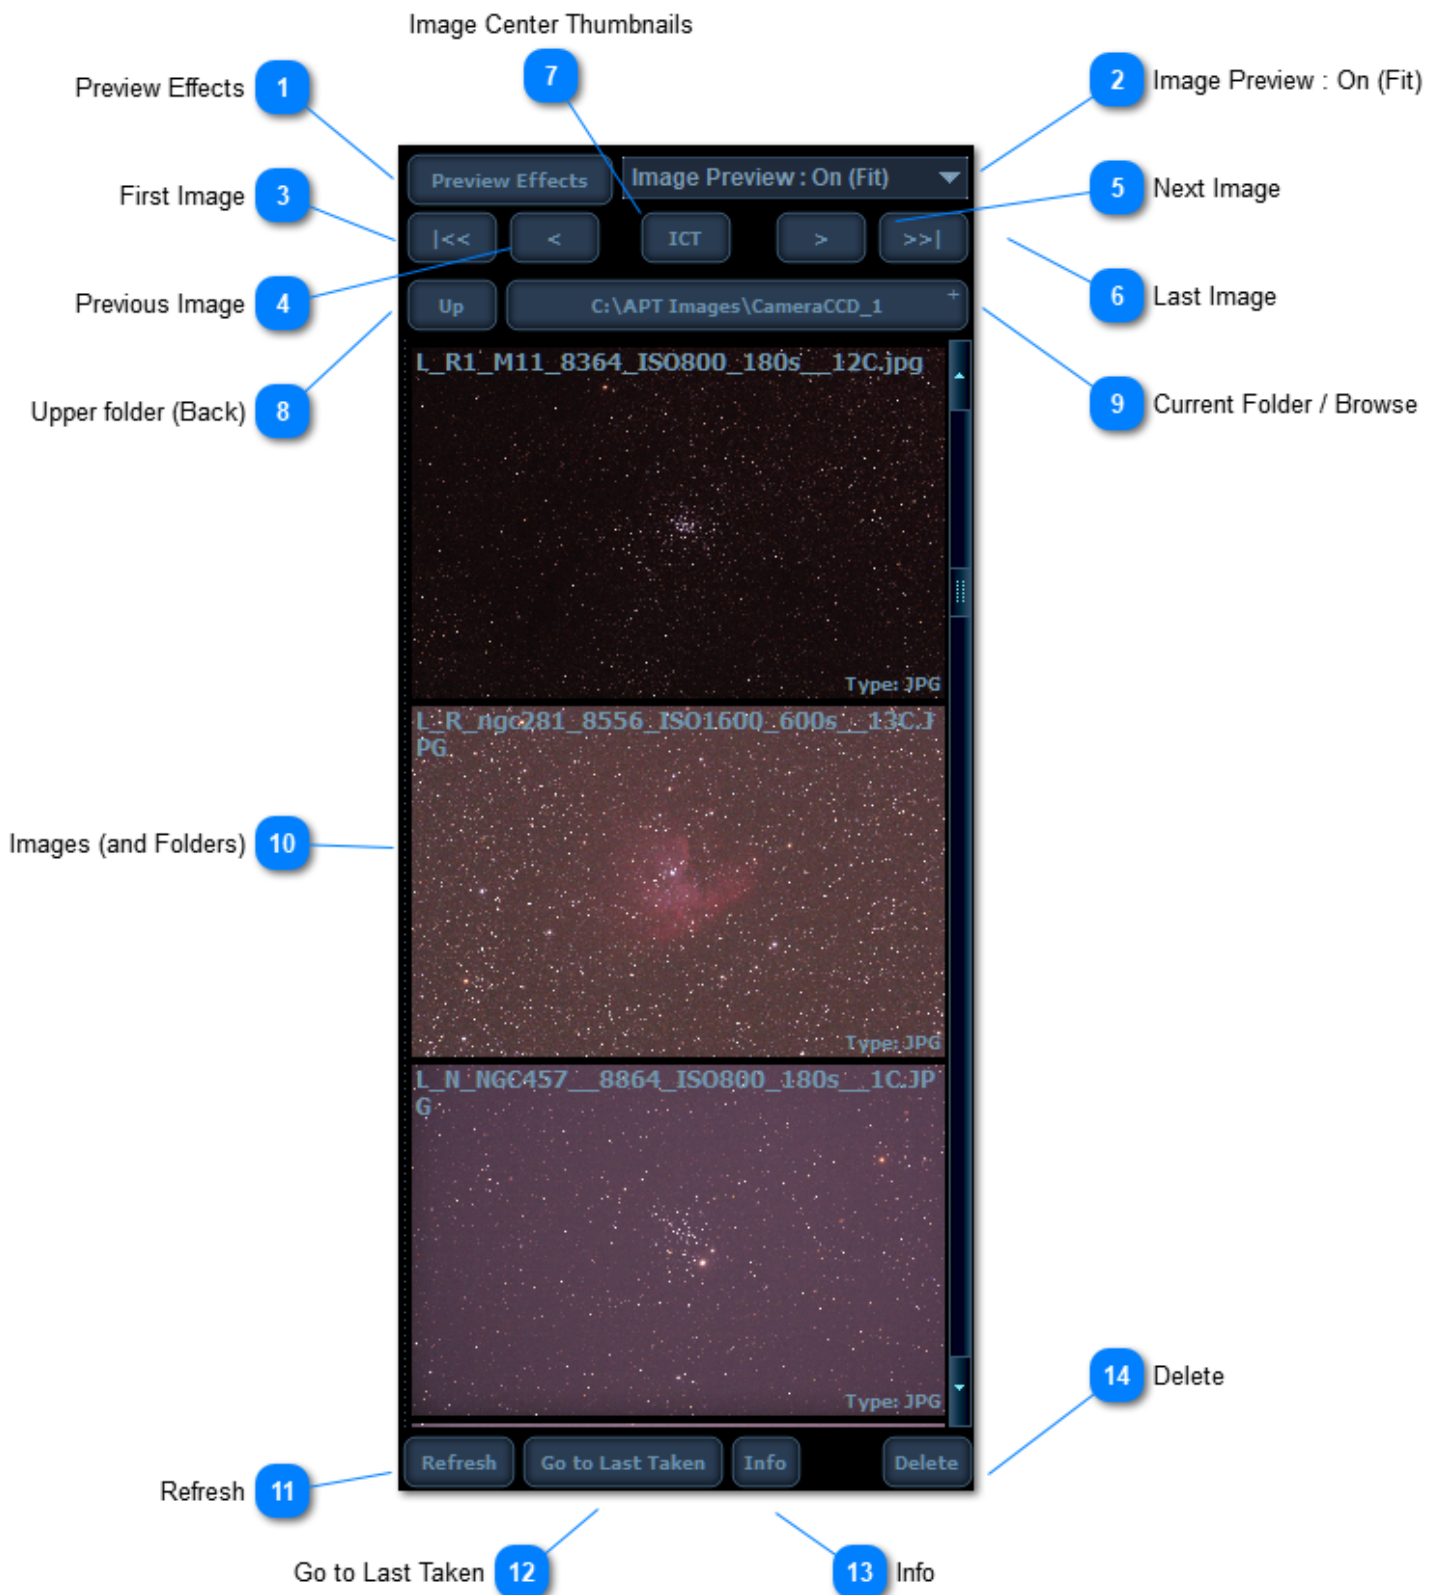 Image Center Thumbnails
7
Preview Effects 1
2 Image Preview : On (Fit)
Preview Effects
Image Preview : On (Fit)
First Image 3
5 Next Image
|<<
<
ICT
>
>>|
Previous Image 4
6 Last Image
Up
C:\APT Images\CameraCCD_1 +
Upper folder (Back) 8
9 Current Folder / Browse
L_R1_M11_8364_ISO800_180s__12C.jpg
Type: JPG
L_R_ngc281_8556_ISO1600_600s__13C.J
PG
Images (and Folders) 10
Type: JPG
L_N_NGC457__8864_ISO800_180s__1C.JP
G
14 Delete
Type: JPG
Refresh
Go to Last Taken
Info
Delete
Refresh 11
Go to Last Taken 12
13 Info